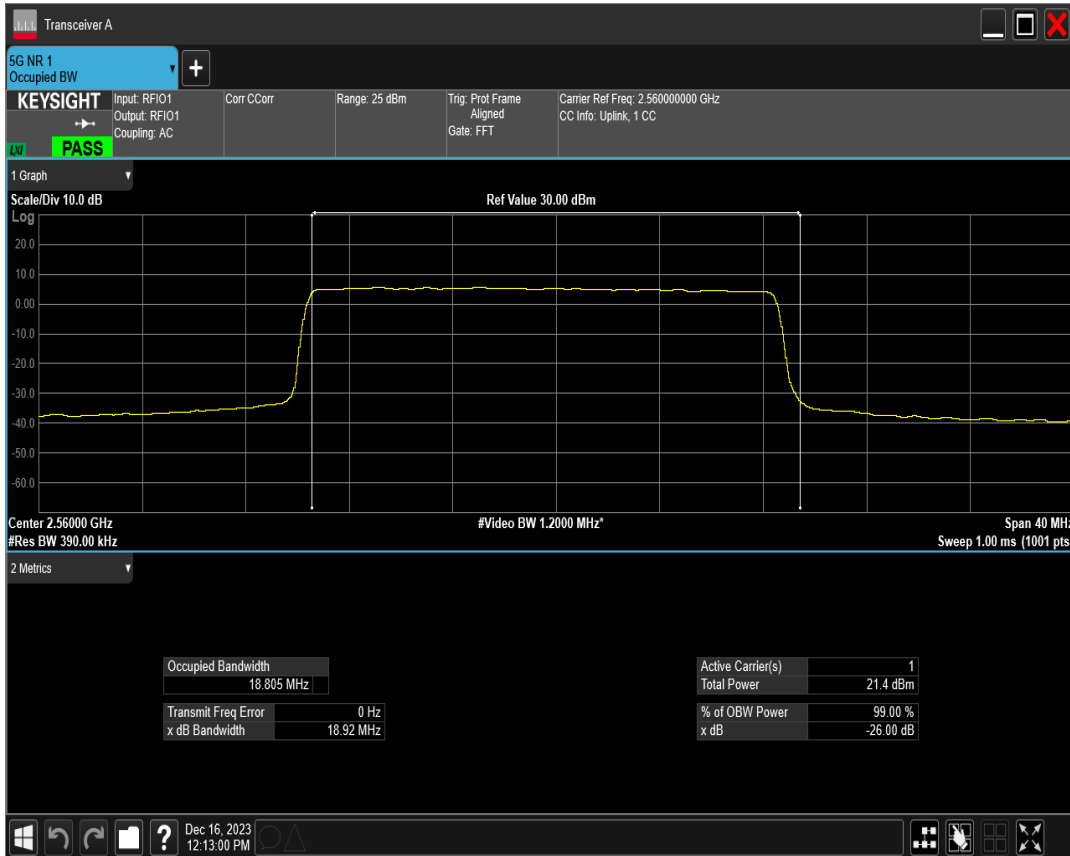 Transceiver A
5G NR 1
Occupied BW
KEYSIGHT
LXI
PASS
Input: RFIO1
Output: RFIO1
Coupling: AC
Corr CCorr
Range: 25 dBm
Trig: Prot Frame
Aligned
Gate: FFT
Carrier Ref Freq: 2.560000000 GHz
CC Info: Uplink, 1 CC
1 Graph
Scale/Div 10.0 dB
Ref Value 30.00 dBm
Log
20.0
10.0
0.00
-10.0
-20.0
-30.0
-40.0
-50.0
-60.0
Center 2.56000 GHz
#Video BW 1.2000 MHz*
Span 40 MHz
#Res BW 390.00 kHz
Sweep 1.00 ms (1001 pts
2 Metrics
Occupied Bandwidth
18.805 MHz
Transmit Freq Error 0 Hz
x dB Bandwidth 18.92 MHz
Active Carrier(s) 1
Total Power 21.4 dBm
% of OBW Power 99.00 %
x dB -26.00 dB
?
Dec 16, 2023
12:13:00 PM